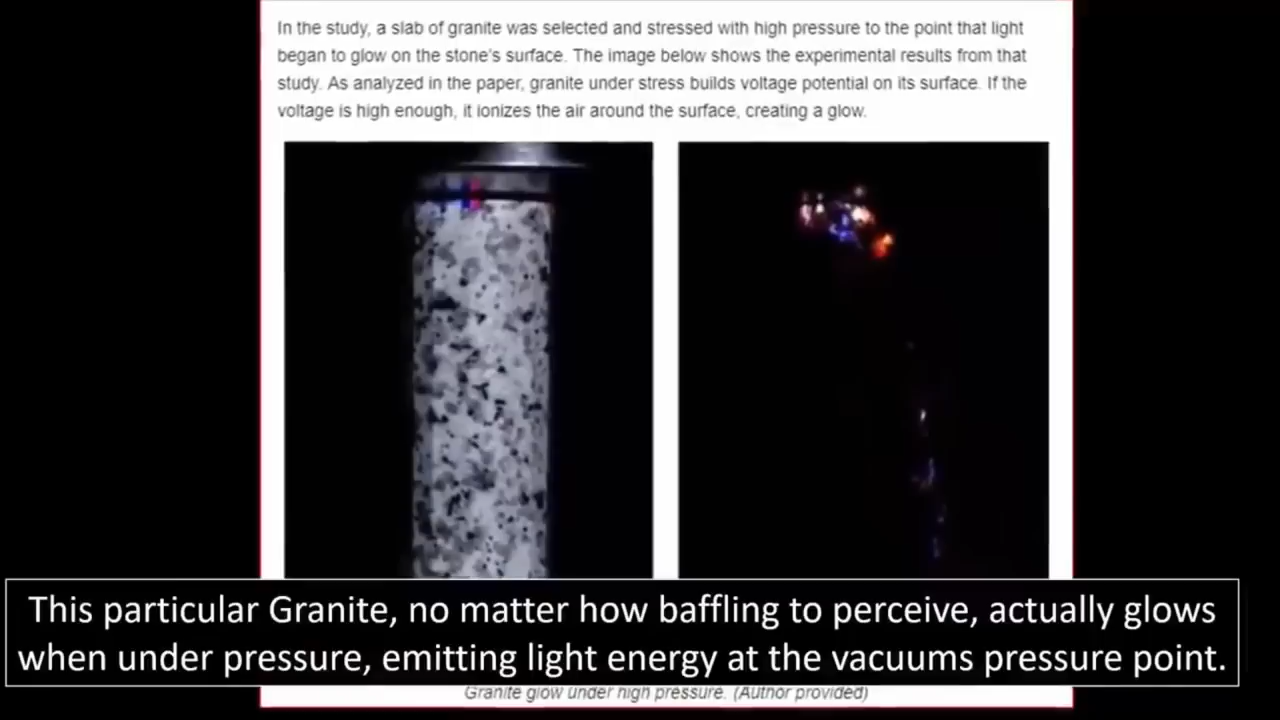 In the study, a slab of granite was selected and stressed with high pressure to the point that light
began to glow on the stone's surface. The image below shows the experimental results from that
study. As analyzed in the paper, granite under stress builds voltage potential on its surface. If the
voltage is high enough, it ionizes the air around the surface, creating a glow.
This particular Granite, no matter how baffling to perceive, actually glows
when under pressure, emitting light energy at the vacuums pressure point.
Granite glow under high pressure. (Author provided)